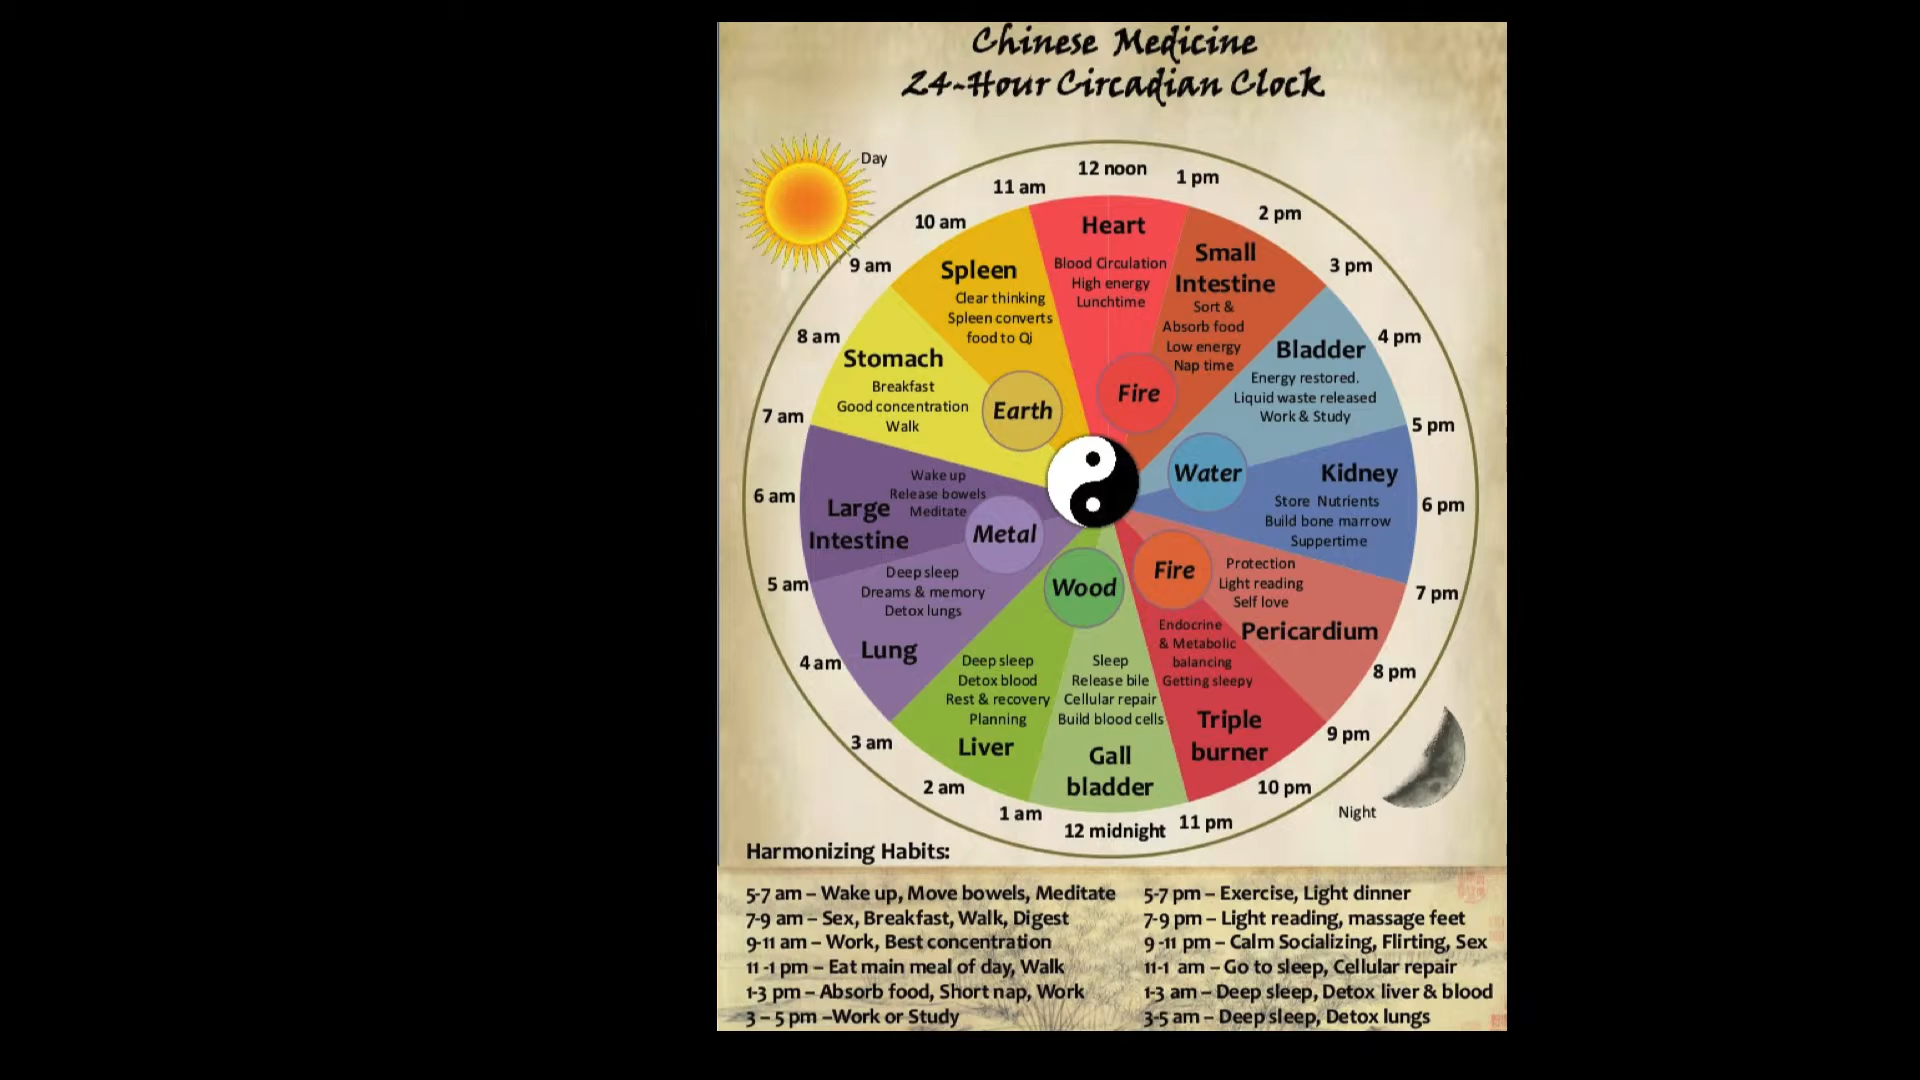 Chinese Medicine
24-Hour Circadian Clock
Day
Night
12 noon
1 pm
2 pm
3 pm
4 pm
5 pm
6 pm
7 pm
8 pm
9 pm
10 pm
11 pm
12 midnight
1 am
2 am
3 am
4 am
5 am
6 am
7 am
8 am
9 am
10 am
11 am
Heart
Blood Circulation
High energy
Lunchtime
Small
Intestine
Sort &
Absorb food
Low energy
Nap time
Fire
Bladder
Energy restored.
Liquid waste released
Work & Study
Water
Kidney
Store Nutrients
Build bone marrow
Suppertime
Protection
Light reading
Self love
Pericardium
Fire
Endocrine
& Metabolic
balancing
Getting sleepy
Triple
burner
Sleep
Release bile
Cellular repair
Build blood cells
Gall
bladder
Wood
Deep sleep
Detox blood
Rest & recovery
Planning
Liver
Deep sleep
Dreams & memory
Detox lungs
Lung
Metal
Wake up
Release bowels
Meditate
Large
Intestine
Stomach
Breakfast
Good concentration
Walk
Earth
Spleen
Clear thinking
Spleen converts
food to Qi
Harmonizing Habits:
5-7 am – Wake up, Move bowels, Meditate
7-9 am – Sex, Breakfast, Walk, Digest
9-11 am – Work, Best concentration
11 -1 pm – Eat main meal of day, Walk
1-3 pm – Absorb food, Short nap, Work
3 – 5 pm –Work or Study
5-7 pm – Exercise, Light dinner
7-9 pm – Light reading, massage feet
9 -11 pm – Calm Socializing, Flirting, Sex
11-1 am – Go to sleep, Cellular repair
1-3 am – Deep sleep, Detox liver & blood
3-5 am – Deep sleep, Detox lungs